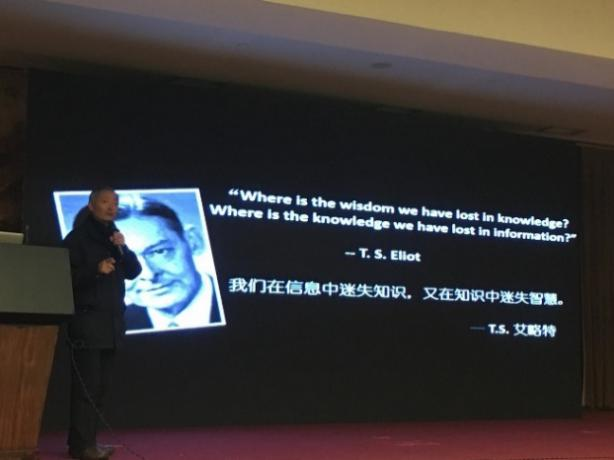 “Where is the wisdom we have lost in knowledge?
Where is the knowledge we have lost in information?”
-- T. S. Eliot
我们在信息中迷失知识，又在知识中迷失智慧。
— T.S. 艾略特